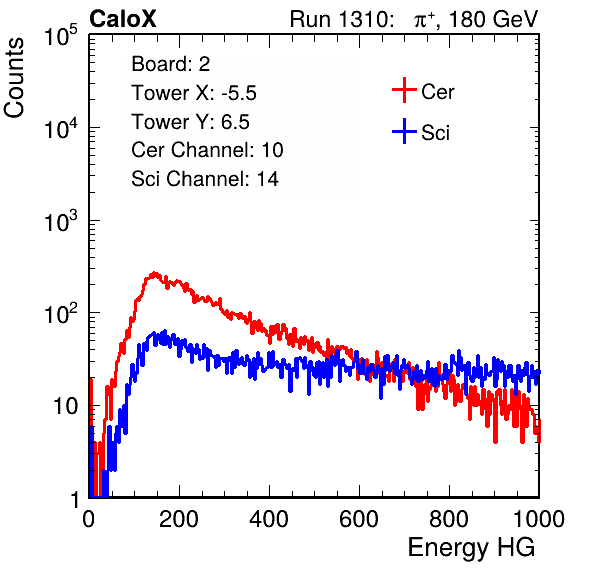 CaloX Run 1310: π⁺, 180 GeV
Counts
10⁵
10⁴
10³
10²
10
1
Board: 2
Tower X: -5.5
Tower Y: 6.5
Cer Channel: 10
Sci Channel: 14
Cer
Sci
0 200 400 600 800 1000
Energy HG